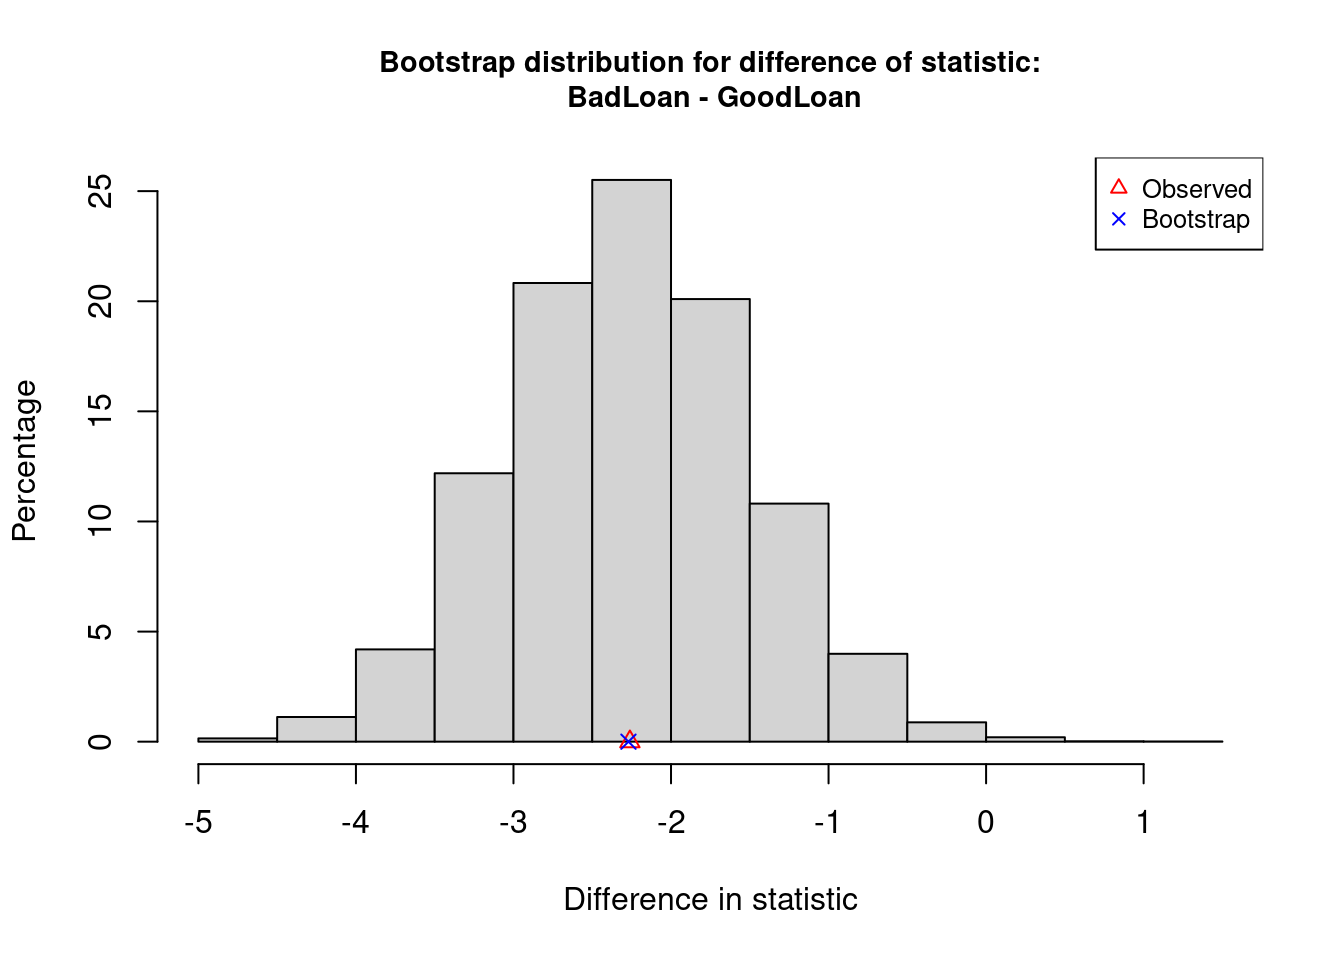 Bootstrap distribution for difference of statistic:
BadLoan - GoodLoan
Observed
Bootstrap
Percentage
25
20
15
10
5
0
-5 -4 -3 -2 -1 0 1
Difference in statistic